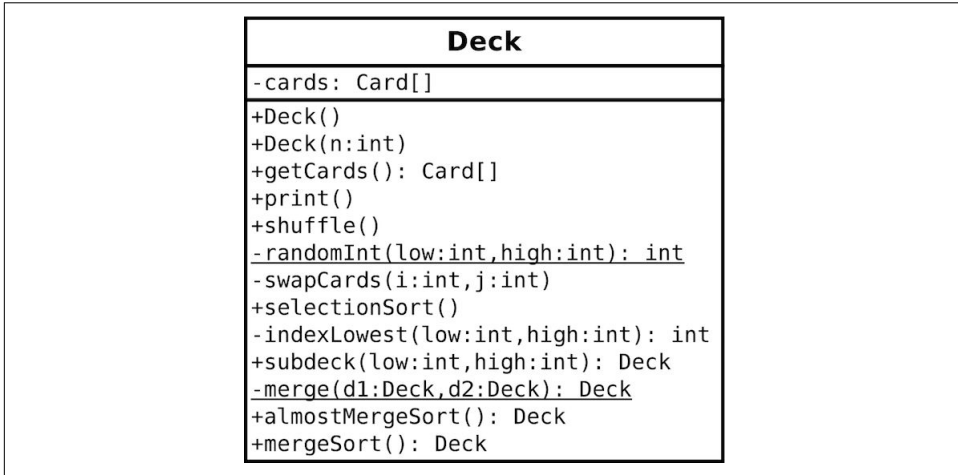 Deck
-cards: Card[]
+Deck()
+Deck(n:int)
+getCards(): Card[]
+print()
+shuffle()
-randomInt(low:int,high:int): int
-swapCards(i:int,j:int)
+selectionSort()
-indexLowest(low:int,high:int): int
+subdeck(low:int,high:int): Deck
-merge(d1:Deck,d2:Deck): Deck
+almostMergeSort(): Deck
+mergeSort(): Deck